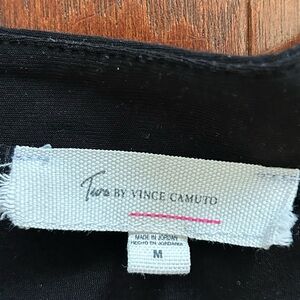 Two BY VINCE CAMUTO
MADE IN JORDAN
HECHO EN JORDANIA
M